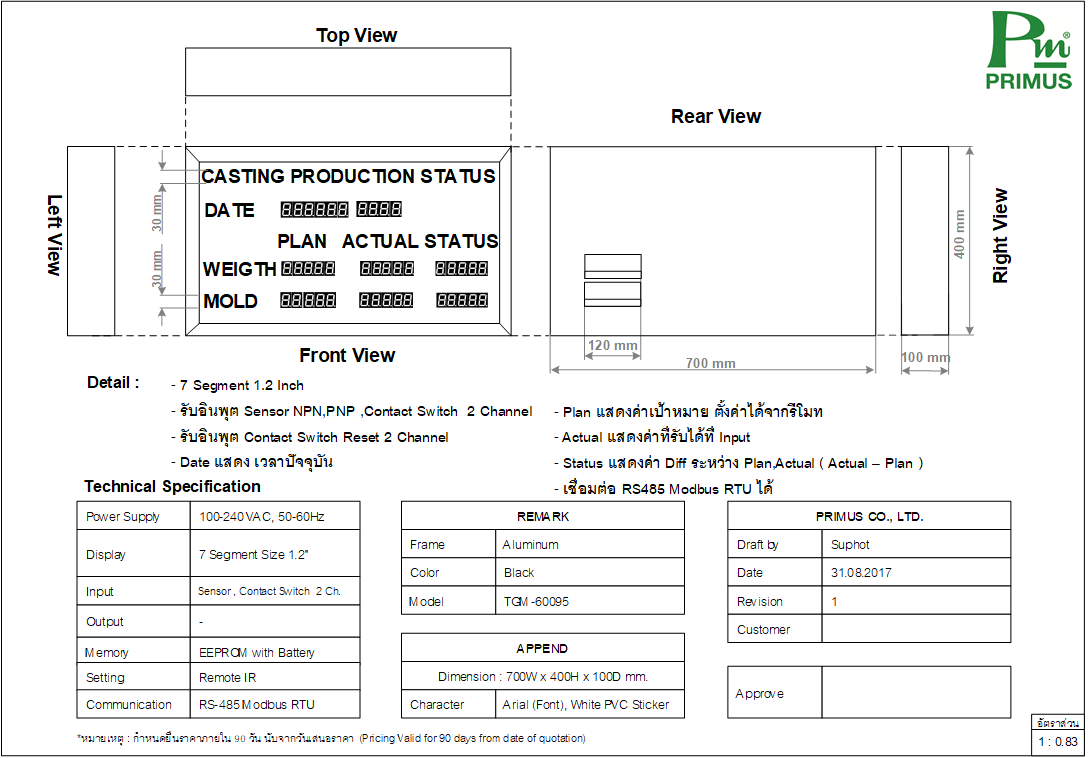 Top View
Pm®
PRIMUS
Rear View
Left View
CASTING PRODUCTION STATUS
DATE 888888 8888
PLAN ACTUAL STATUS
WEIGTH 88888 88888 88888
MOLD 88888 88888 88888
30 mm
30 mm
Front View
120 mm
700 mm
400 mm
100 mm
Right View
Detail :
- 7 Segment 1.2 Inch
- รับอินพุต Sensor NPN,PNP ,Contact Switch 2 Channel
- รับอินพุต Contact Switch Reset 2 Channel
- Date แสดง เวลาปัจจุบัน
- Plan แสดงค่าเป้าหมาย ตั้งค่าได้จากรีโมท
- Actual แสดงค่าที่รับได้ที่ Input
- Status แสดงค่า Diff ระหว่าง Plan,Actual ( Actual – Plan )
- เชื่อมต่อ RS485 Modbus RTU ได้
Technical Specification
Power Supply 100-240VAC, 50-60Hz
Display 7 Segment Size 1.2"
Input Sensor , Contact Switch 2 Ch.
Output -
Memory EEPROM with Battery
Setting Remote IR
Communication RS-485 Modbus RTU
REMARK
Frame Aluminum
Color Black
Model TGM-60095
APPEND
Dimension : 700W x 400H x 100D mm.
Character Arial (Font), White PVC Sticker
PRIMUS CO., LTD.
Draft by Suphot
Date 31.08.2017
Revision 1
Customer
Approve
*หมายเหตุ : กำหนดยืนราคาภายใน 90 วัน นับจากวันเสนอราคา (Pricing Valid for 90 days from date of quotation)
อัตราส่วน
1 : 0.83